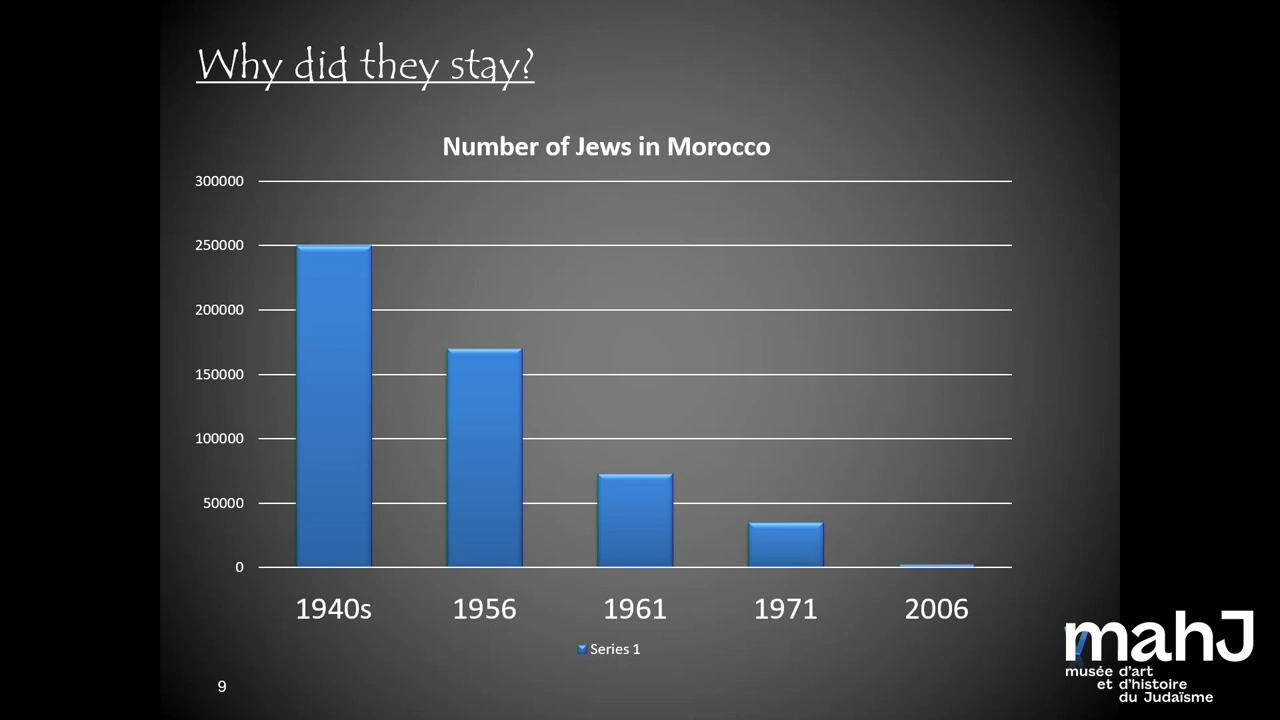 Why did they stay?
Number of Jews in Morocco
300000
250000
200000
150000
100000
50000
0
1940s 1956 1961 1971 2006
Series 1
9
mahJ
musée d'art
et d'histoire
du Judaïsme